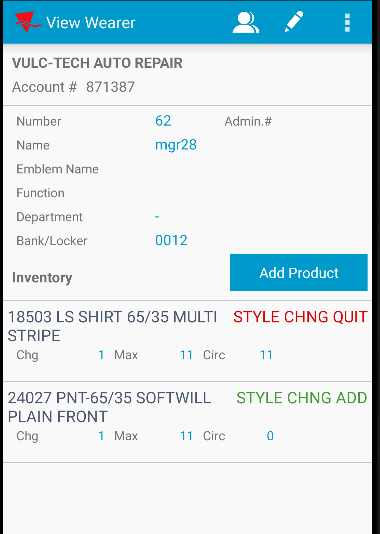 View Wearer
VULC-TECH AUTO REPAIR
Account # 871387
Number 62 Admin.#
Name mgr28
Emblem Name
Function
Department -
Bank/Locker 0012
Inventory Add Product
18503 LS SHIRT 65/35 MULTI STYLE CHNG QUIT
STRIPE
Chg 1 Max 11 Circ 11
24027 PNT-65/35 SOFTWILL STYLE CHNG ADD
PLAIN FRONT
Chg 1 Max 11 Circ 0